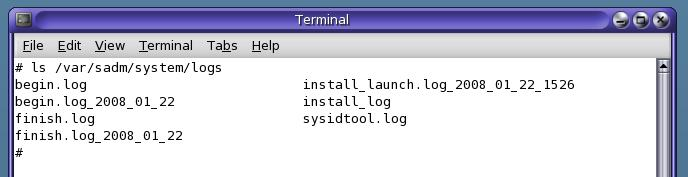 Terminal
File Edit View Terminal Tabs Help
# ls /var/sadm/system/logs
begin.log install_launch.log_2008_01_22_1526
begin.log_2008_01_22 install_log
finish.log sysidtool.log
finish.log_2008_01_22
#